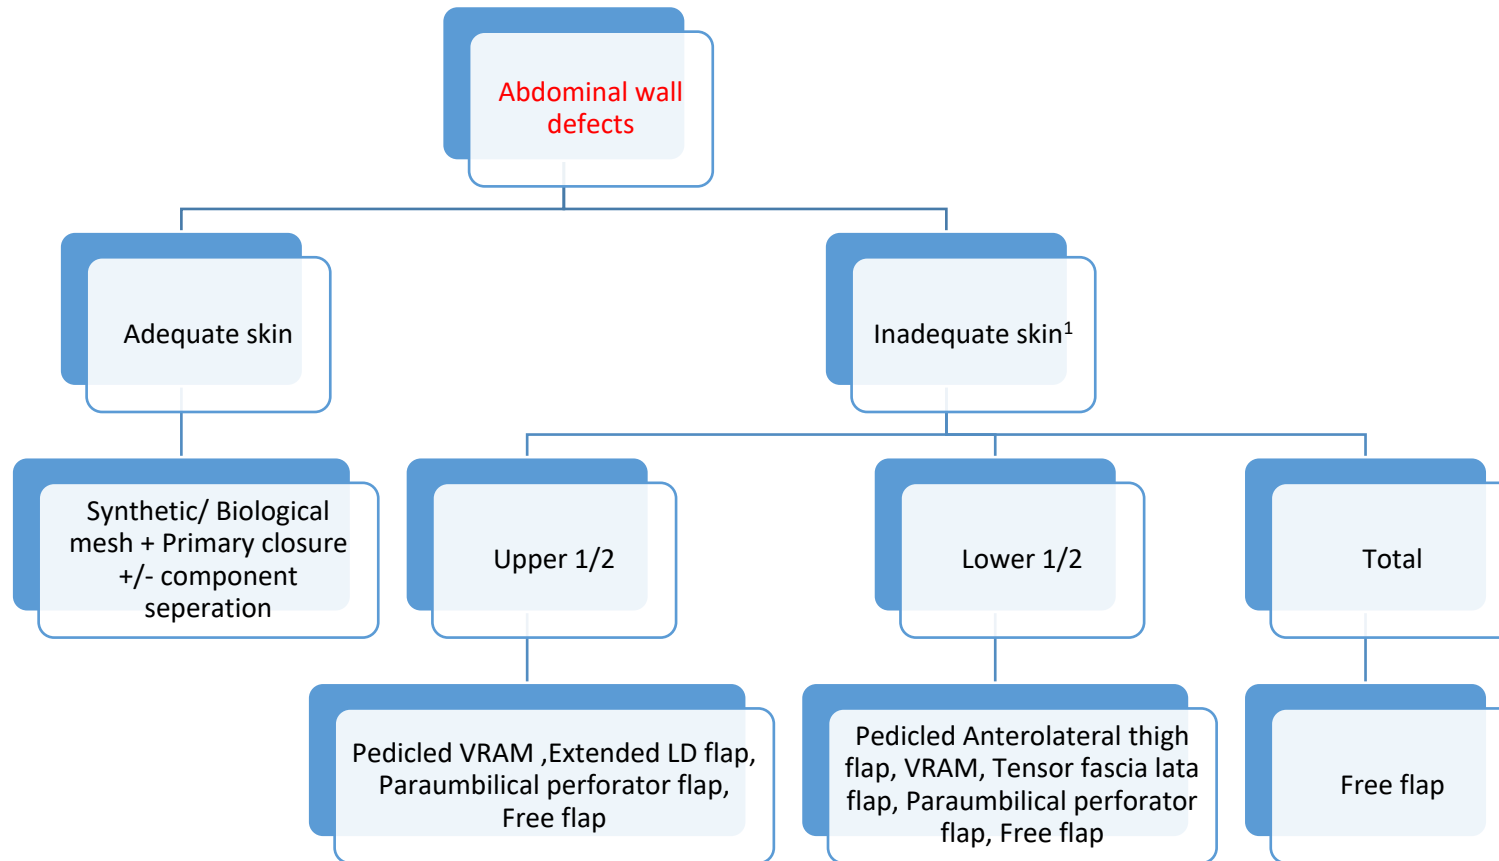 Abdominal wall
defects
Adequate skin
Inadequate skin¹
Synthetic/ Biological
mesh + Primary closure
+/- component
seperation
Upper 1/2
Lower 1/2
Total
Pedicled VRAM ,Extended LD flap,
Paraumbilical perforator flap,
Free flap
Pedicled Anterolateral thigh
flap, VRAM, Tensor fascia lata
flap, Paraumbilical perforator
flap, Free flap
Free flap